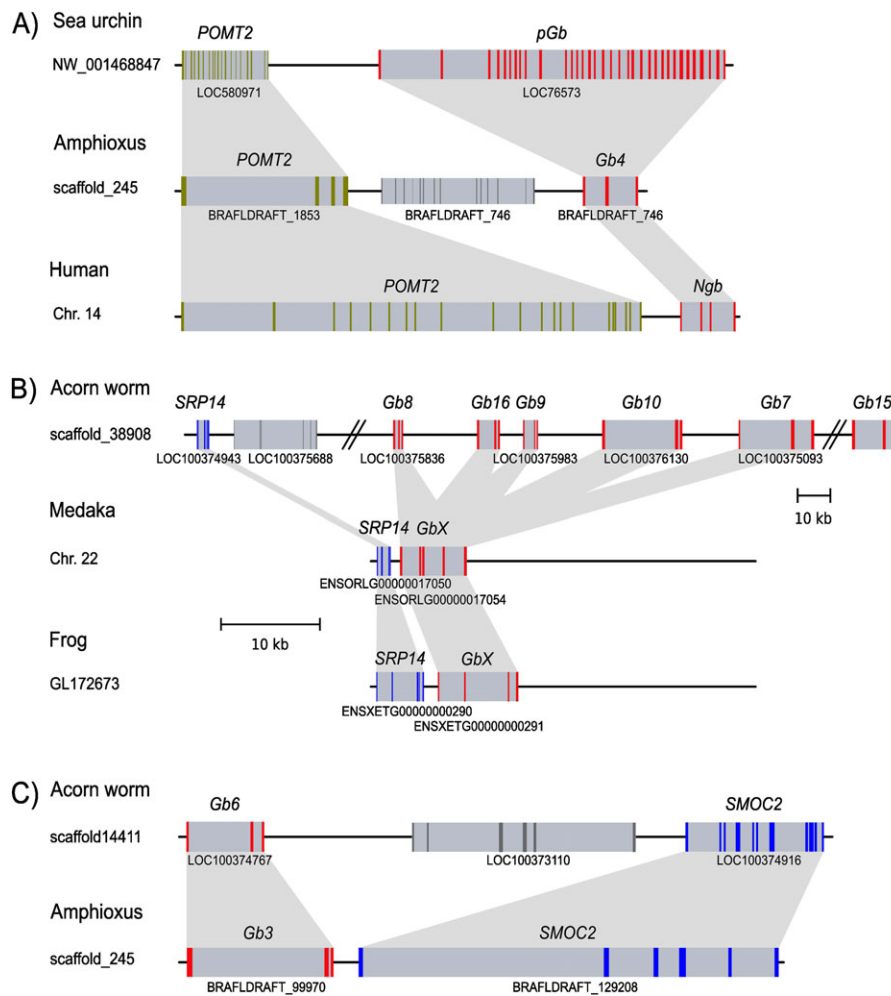 A) Sea urchin
POMT2 pGb
NW_001468847
LOC580971 LOC76573
Amphioxus
POMT2 Gb4
scaffold_245
BRAFLDRAFT_1853 BRAFLDRAFT_746 BRAFLDRAFT_746
Human
POMT2 Ngb
Chr. 14
B) Acorn worm
SRP14 Gb8 Gb16 Gb9 Gb10 Gb7 Gb15
scaffold_38908
LOC100374943 LOC100375688 LOC100375836 LOC100375983 LOC100376130 LOC100375093
10 kb
Medaka
SRP14 GbX
Chr. 22
ENSORLG00000017050
ENSORLG00000017054
10 kb
Frog
SRP14 GbX
GL172673
ENSXETG00000000290
ENSXETG00000000291
C) Acorn worm
Gb6 SMOC2
scaffold14411
LOC100374767 LOC100373110 LOC100374916
Amphioxus
Gb3 SMOC2
scaffold_245
BRAFLDRAFT_99970 BRAFLDRAFT_129208